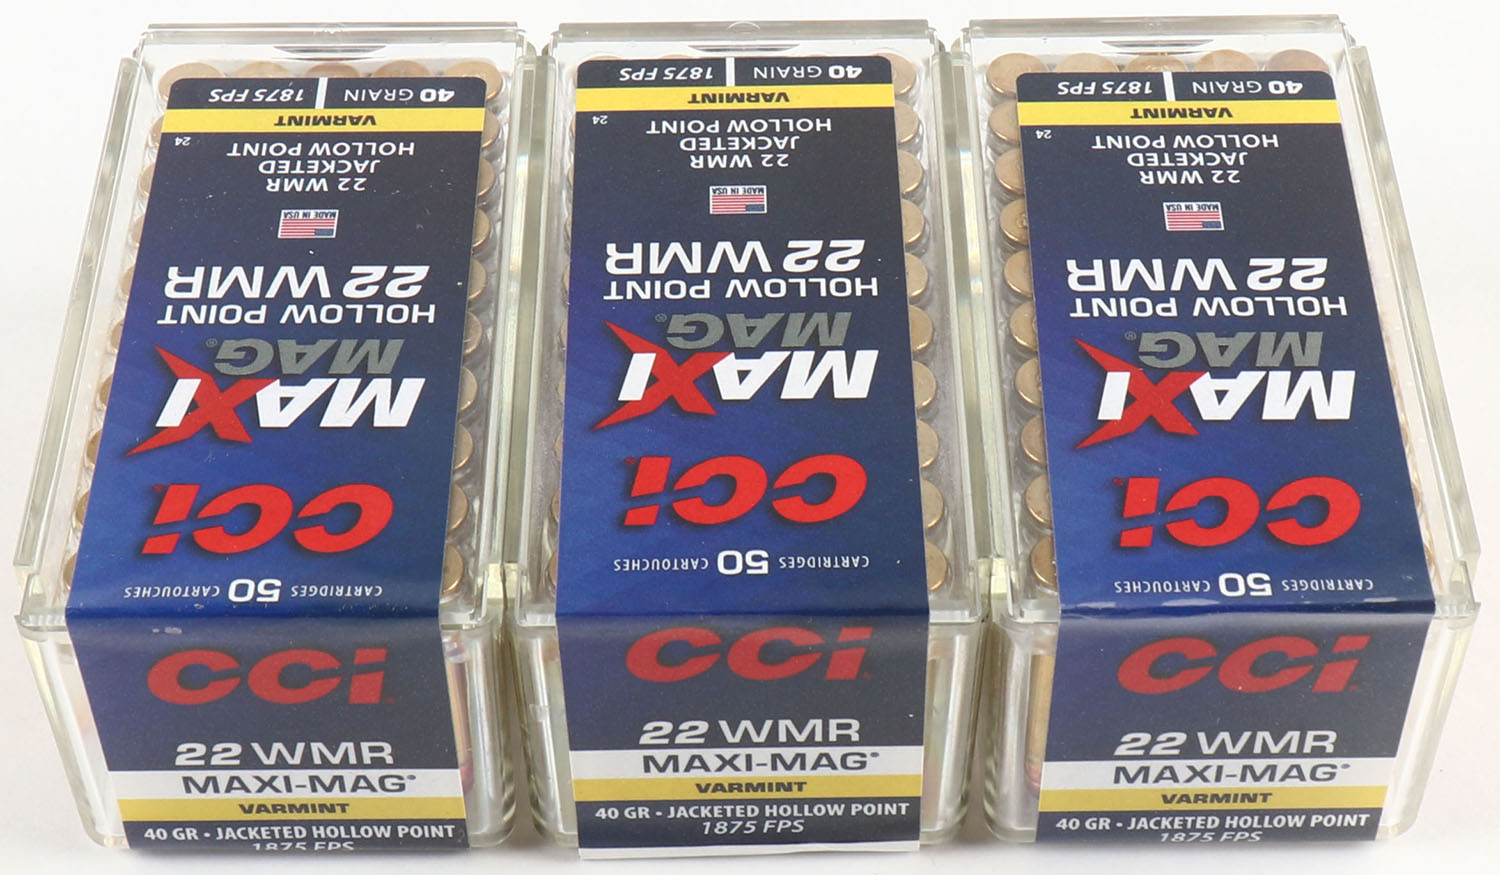 50 CARTRIDGES CARTOUCHES
CCi
MAXI
MAG®
HOLLOW POINT
22 WMR
MADE IN USA
22 WMR
JACKETED
HOLLOW POINT
24
VARMINT
40 GRAIN 1875 FPS
CCi
22 WMR
MAXI-MAG®
VARMINT
40 GR • JACKETED HOLLOW POINT
1875 FPS
50 CARTRIDGES CARTOUCHES
CCi
MAXI
MAG®
HOLLOW POINT
22 WMR
MADE IN USA
22 WMR
JACKETED
HOLLOW POINT
24
VARMINT
40 GRAIN 1875 FPS
CCi
22 WMR
MAXI-MAG®
VARMINT
40 GR • JACKETED HOLLOW POINT
1875 FPS
50 CARTRIDGES CARTOUCHES
CCi
MAXI
MAG®
HOLLOW POINT
22 WMR
MADE IN USA
22 WMR
JACKETED
HOLLOW POINT
24
VARMINT
40 GRAIN 1875 FPS
CCi
22 WMR
MAXI-MAG®
VARMINT
40 GR • JACKETED HOLLOW POINT
1875 FPS